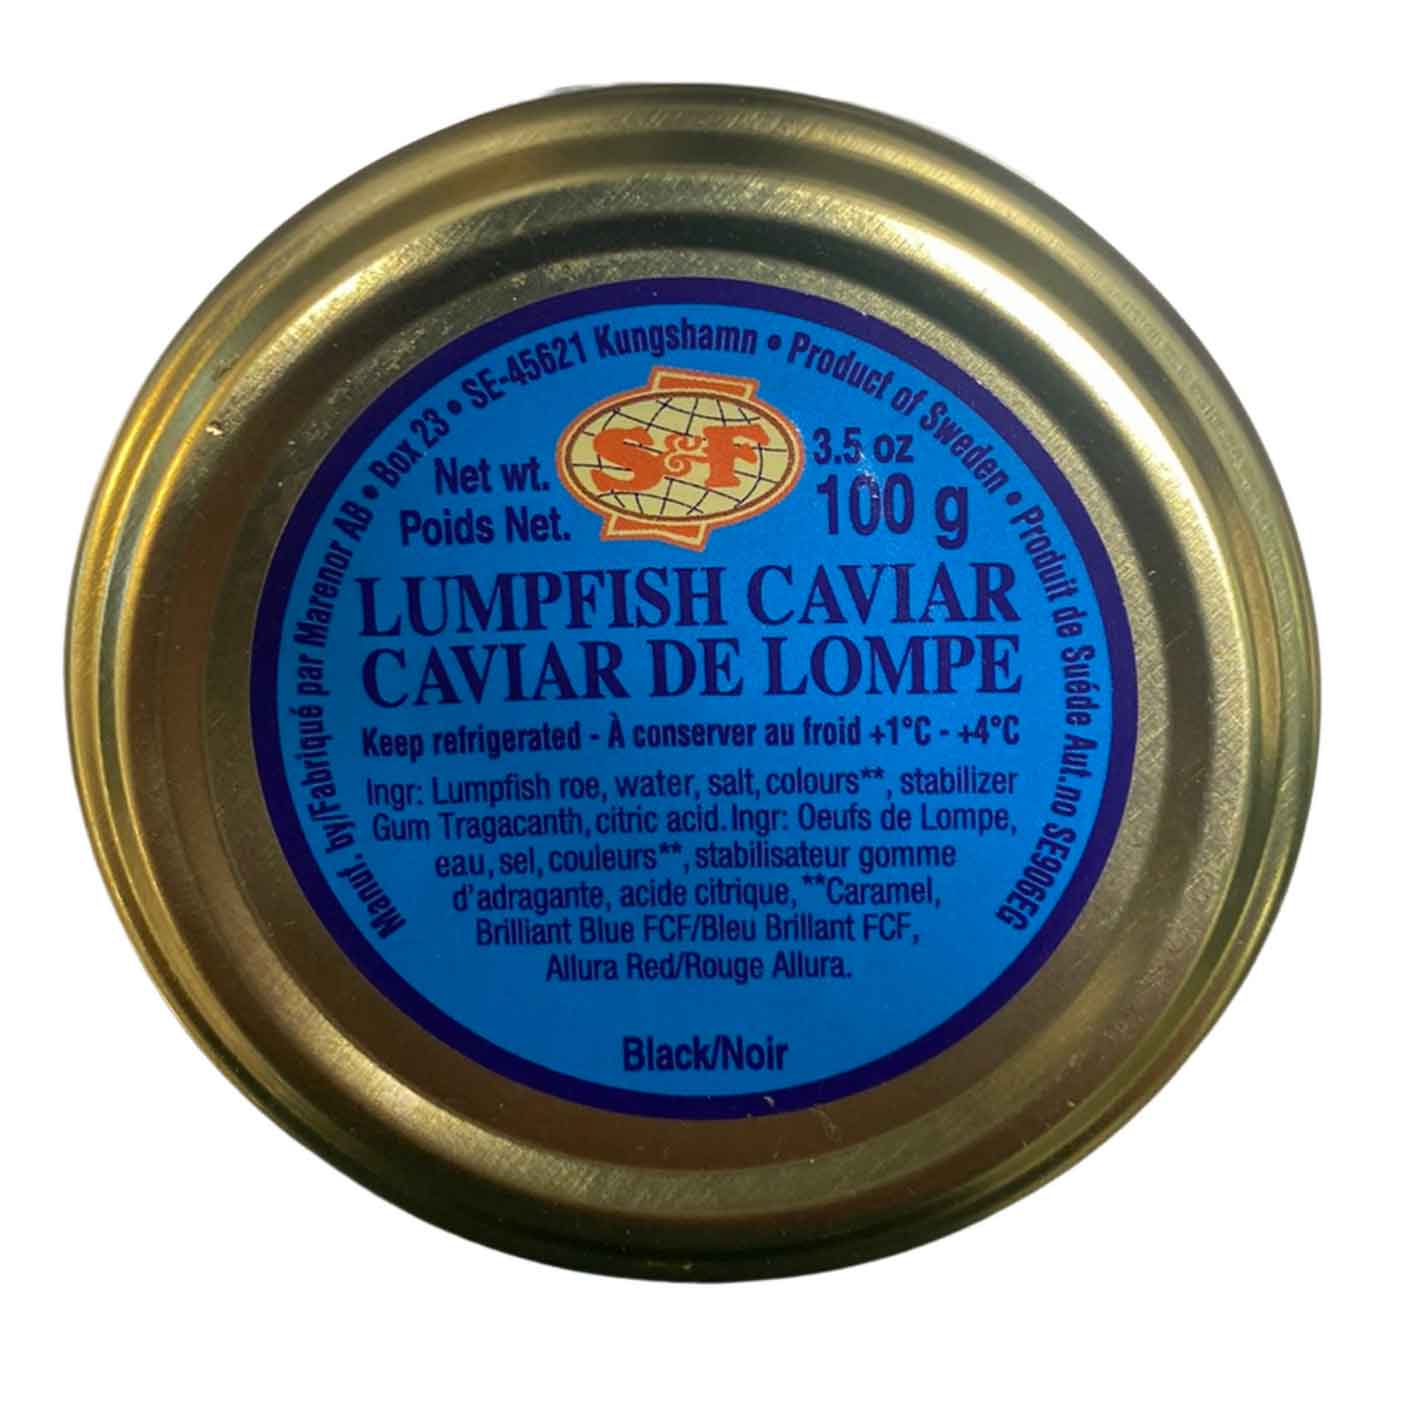 Manuf. by/Fabriqué par Marenor AB • Box 23 • SE-45621 Kungshamn • Product of Sweden • Produit de Suéde Aut.no SE906EG
S&F
Net wt. 3.5 oz
Poids Net. 100 g
LUMPFISH CAVIAR
CAVIAR DE LOMPE
Keep refrigerated - À conserver au froid +1°C - +4°C
Ingr: Lumpfish roe, water, salt, colours**, stabilizer
Gum Tragacanth, citric acid. Ingr: Oeufs de Lompe,
eau, sel, couleurs**, stabilisateur gomme
d'adragante, acide citrique, **Caramel,
Brilliant Blue FCF/Bleu Brillant FCF,
Allura Red/Rouge Allura.
Black/Noir